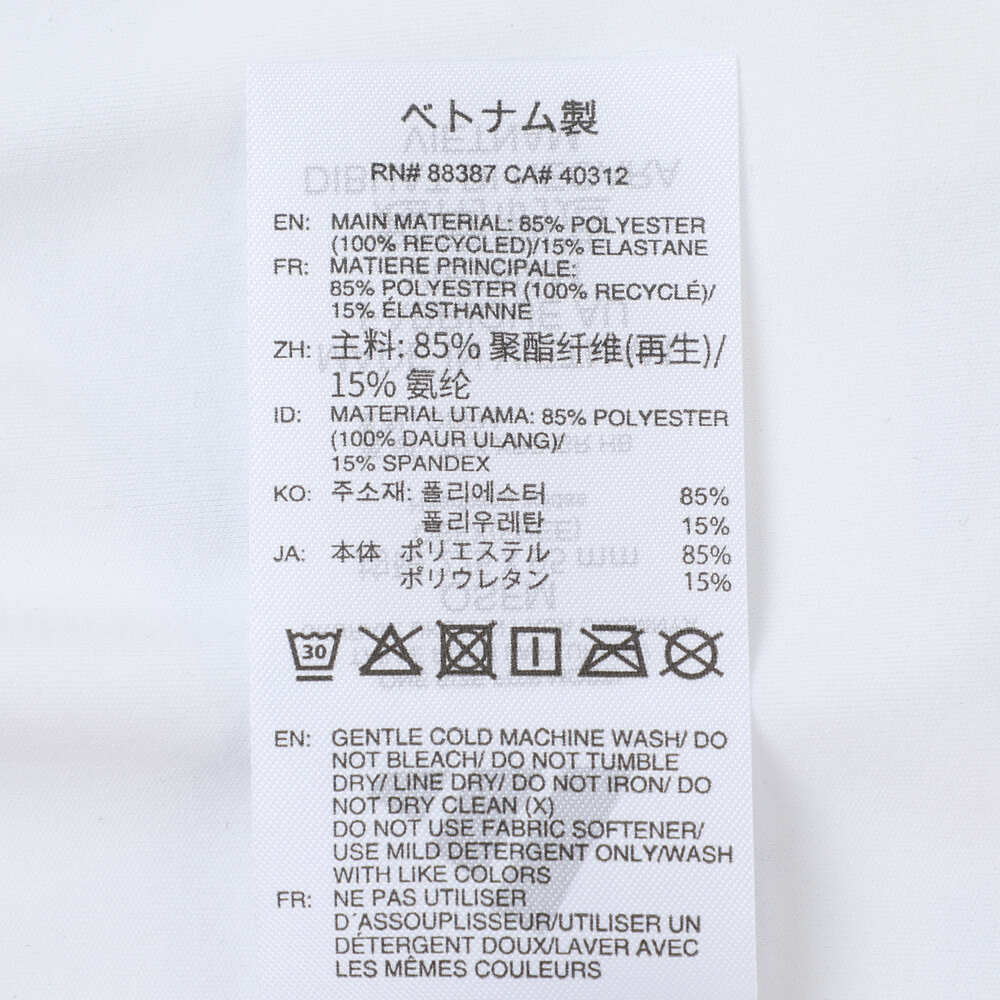 ベトナム製
RN# 88387 CA# 40312
EN: MAIN MATERIAL: 85% POLYESTER
(100% RECYCLED)/15% ELASTANE
FR: MATIERE PRINCIPALE:
85% POLYESTER (100% RECYCLÉ)/
15% ÉLASTHANNE
ZH: 主料: 85% 聚酯纤维(再生)/
15% 氨纶
ID: MATERIAL UTAMA: 85% POLYESTER
(100% DAUR ULANG)/
15% SPANDEX
KO: 주소재: 폴리에스터 85%
폴리우레탄 15%
JA: 本体 ポリエステル 85%
ポリウレタン 15%
30
EN: GENTLE COLD MACHINE WASH/ DO
NOT BLEACH/ DO NOT TUMBLE
DRY/ LINE DRY/ DO NOT IRON/ DO
NOT DRY CLEAN (X)
DO NOT USE FABRIC SOFTENER/
USE MILD DETERGENT ONLY/WASH
WITH LIKE COLORS
FR: NE PAS UTILISER
D´ASSOUPLISSEUR/UTILISER UN
DÉTERGENT DOUX/LAVER AVEC
LES MÊMES COULEURS